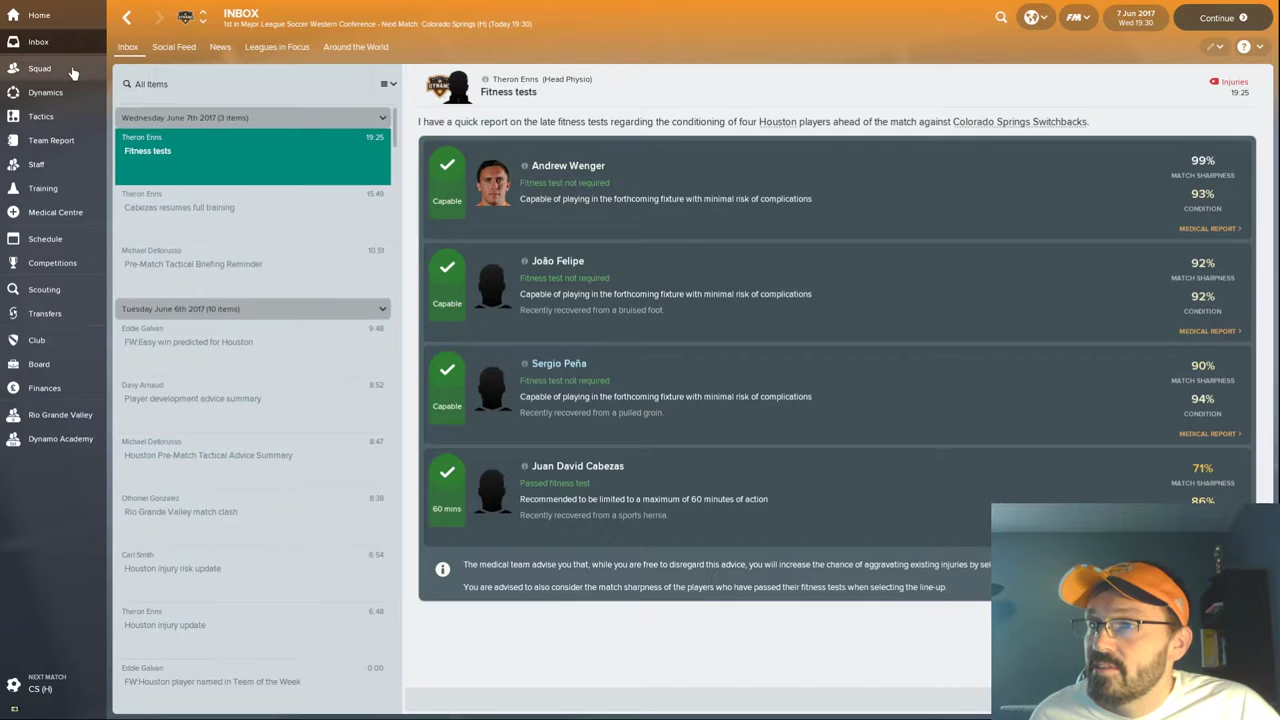 Home
INBOX
1st in Major League Soccer Western Conference - Next Match: Colorado Springs (H) (Today 19:30)
FM
7 Jun 2017
Wed 19:30
Continue
Inbox
Squad
Dynamics
Tactics
Team Report
Staff
Training
Medical Centre
Schedule
Competitions
Scouting
Transfers
Club
Board
Finances
Rio Grande Valley
Dynamo Academy
NEXT MATCH
CS (H)
Inbox
Social Feed
News
Leagues in Focus
Around the World
?
All Items
Wednesday June 7th 2017 (3 items)
Theron Enns 19:25
Fitness tests
Theron Enns 15:49
Cabezas resumes full training
Michael Dellorusso 10:51
Pre-Match Tactical Briefing Reminder
Tuesday June 6th 2017 (10 items)
Eddie Galvan 9:48
FW:Easy win predicted for Houston
Davy Arnaud 8:52
Player development advice summary
Michael Dellorusso 8:47
Houston Pre-Match Tactical Advice Summary
Othoniel Gonzalez 8:38
Rio Grande Valley match clash
Carl Smith 6:54
Houston injury risk update
Theron Enns 6:48
Houston injury update
Eddie Galvan 0:00
FW:Houston player named in Team of the Week
DYNAMO
Theron Enns (Head Physio)
Fitness tests
Injuries
19:25
I have a quick report on the late fitness tests regarding the conditioning of four Houston players ahead of the match against Colorado Springs Switchbacks.
Capable
Andrew Wenger
Fitness test not required
Capable of playing in the forthcoming fixture with minimal risk of complications
99%
MATCH SHARPNESS
93%
CONDITION
MEDICAL REPORT >
Capable
João Felipe
Fitness test not required
Capable of playing in the forthcoming fixture with minimal risk of complications
Recently recovered from a bruised foot.
92%
MATCH SHARPNESS
92%
CONDITION
MEDICAL REPORT >
Capable
Sergio Peña
Fitness test not required
Capable of playing in the forthcoming fixture with minimal risk of complications
Recently recovered from a pulled groin.
90%
MATCH SHARPNESS
94%
CONDITION
MEDICAL REPORT >
60 mins
Juan David Cabezas
Passed fitness test
Recommended to be limited to a maximum of 60 minutes of action
Recently recovered from a sports hernia.
71%
MATCH SHARPNESS
86%
The medical team advise you that, while you are free to disregard this advice, you will increase the chance of aggravating existing injuries by sel
You are advised to also consider the match sharpness of the players who have passed their fitness tests when selecting the line-up.